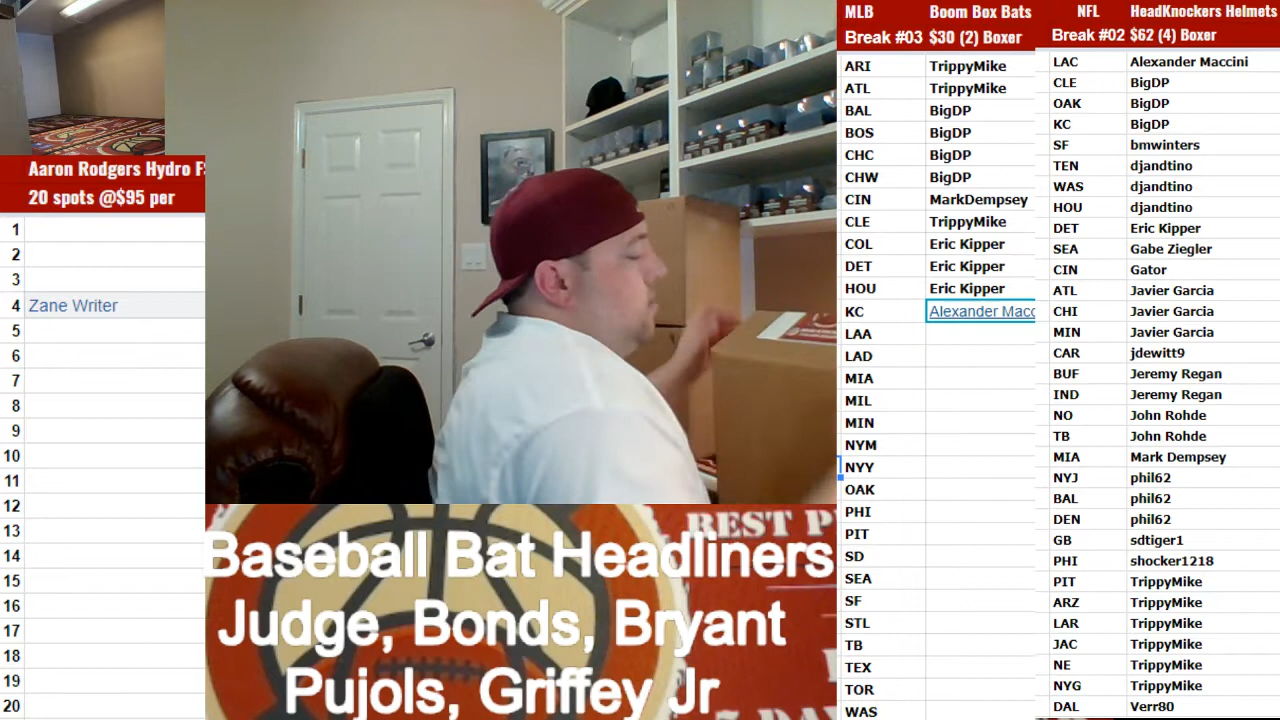 Aaron Rodgers Hydro F
20 spots @$95 per
1
2
3
4 Zane Writer
5
6
7
8
9
10
11
12
13
14
15
16
17
18
19
20
REST P
Baseball Bat Headliners
Judge, Bonds, Bryant
Pujols, Griffey Jr
MLB Boom Box Bats
Break #03 $30 (2) Boxer
ARI TrippyMike
ATL TrippyMike
BAL BigDP
BOS BigDP
CHC BigDP
CHW BigDP
CIN MarkDempsey
CLE TrippyMike
COL Eric Kipper
DET Eric Kipper
HOU Eric Kipper
KC Alexander Macc
LAA
LAD
MIA
MIL
MIN
NYM
NYY
OAK
PHI
PIT
SD
SEA
SF
STL
TB
TEX
TOR
WAS
NFL HeadKnockers Helmets
Break #02 $62 (4) Boxer
LAC Alexander Maccini
CLE BigDP
OAK BigDP
KC BigDP
SF bmwinters
TEN djandtino
WAS djandtino
HOU djandtino
DET Eric Kipper
SEA Gabe Ziegler
CIN Gator
ATL Javier Garcia
CHI Javier Garcia
MIN Javier Garcia
CAR jdewitt9
BUF Jeremy Regan
IND Jeremy Regan
NO John Rohde
TB John Rohde
MIA Mark Dempsey
NYJ phil62
BAL phil62
DEN phil62
GB sdtiger1
PHI shocker1218
PIT TrippyMike
ARZ TrippyMike
LAR TrippyMike
JAC TrippyMike
NE TrippyMike
NYG TrippyMike
DAL Verr80